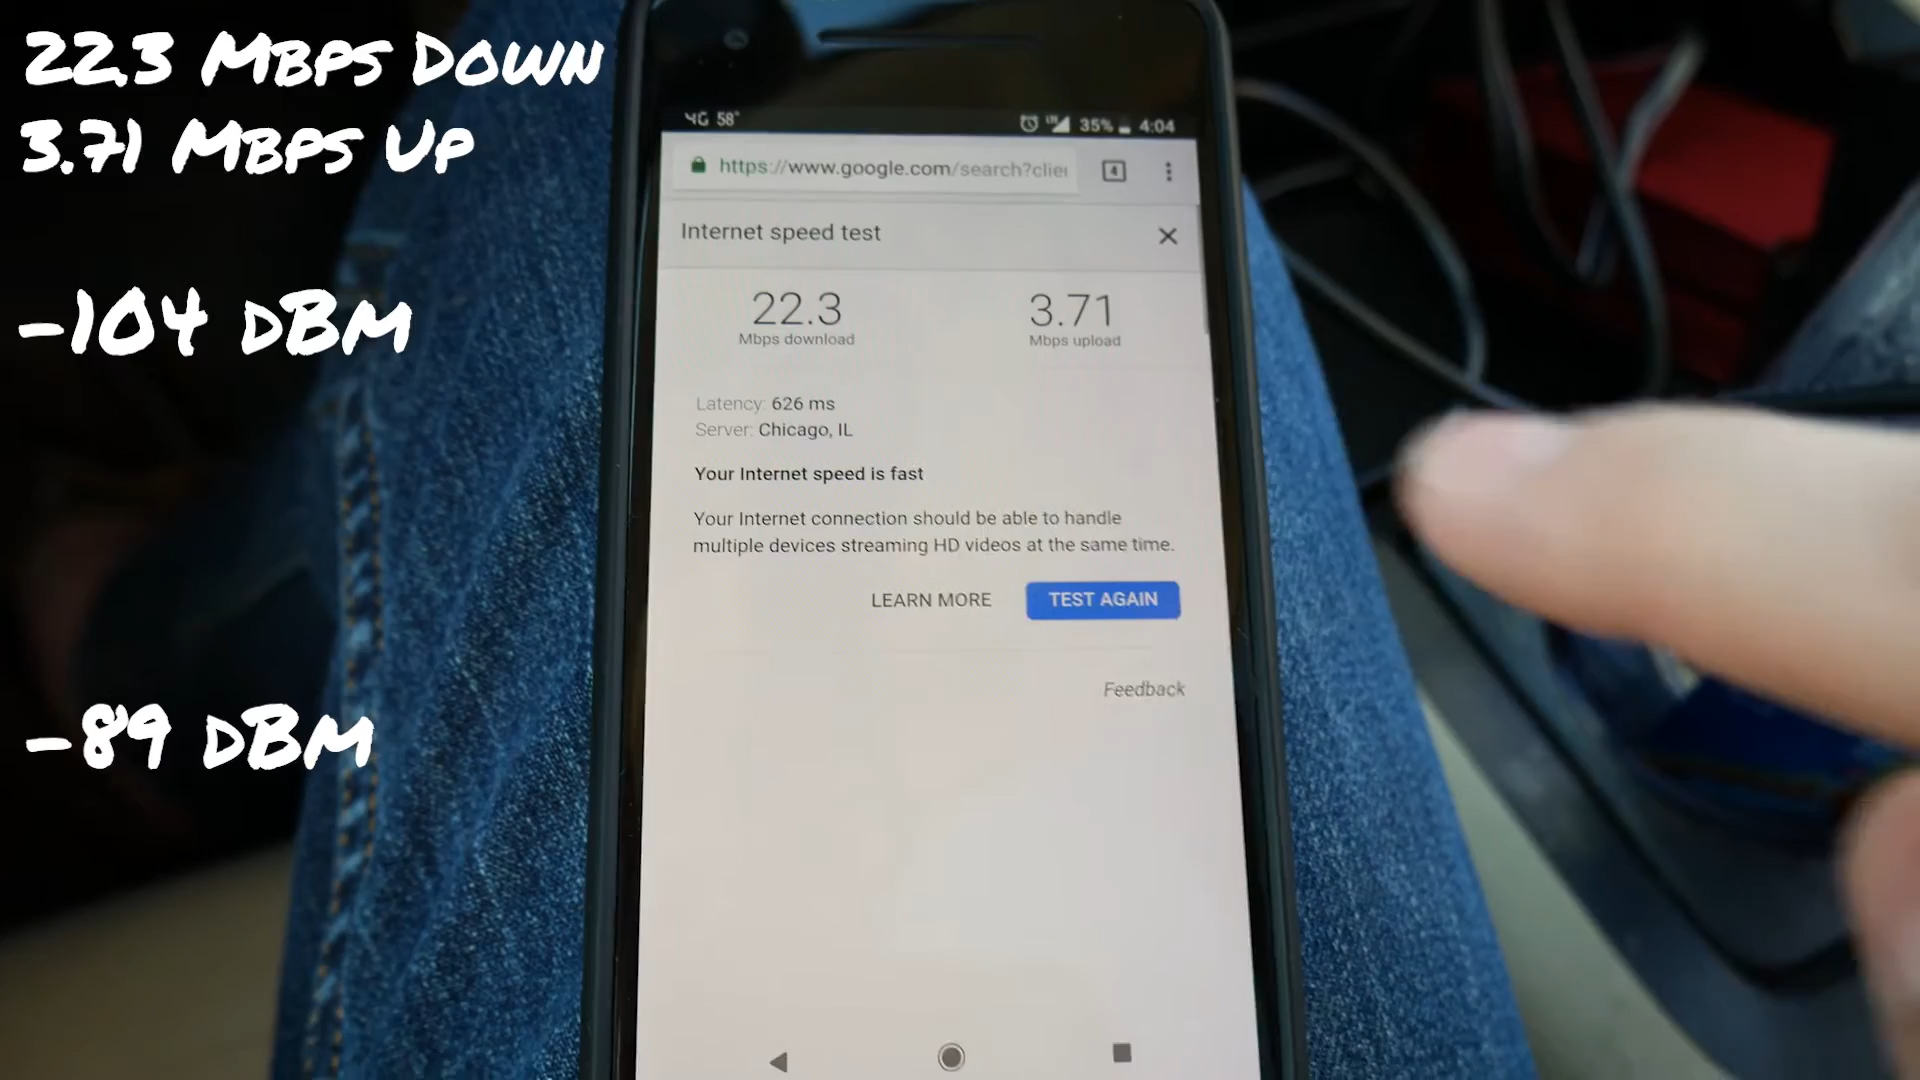 22.3 Mbps Down
3.71 Mbps Up
-104 dBm
-89 dBm
4G 58° LTE 35% 4:04
https://www.google.com/search?clie 4
Internet speed test
22.3 3.71
Mbps download Mbps upload
Latency: 626 ms
Server: Chicago, IL
Your Internet speed is fast
Your Internet connection should be able to handle
multiple devices streaming HD videos at the same time.
LEARN MORE TEST AGAIN
Feedback